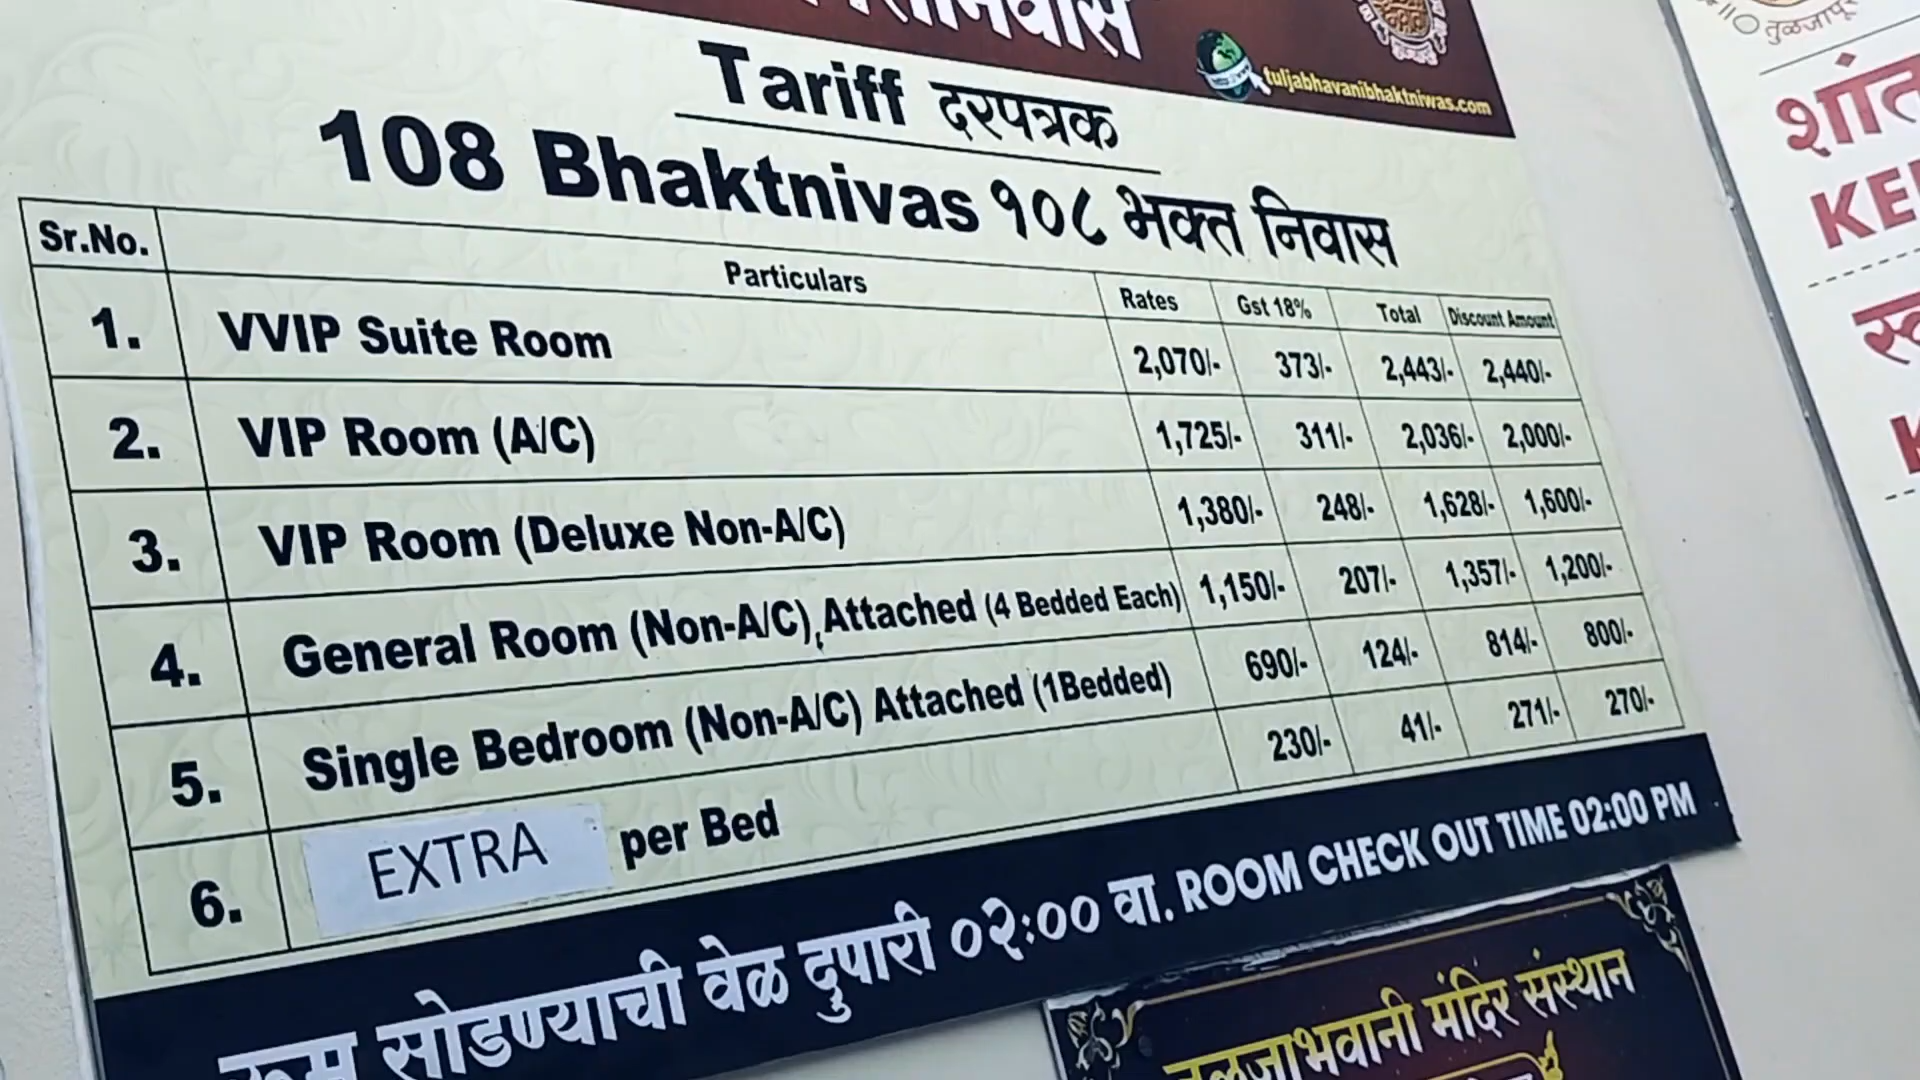 tuljabhavanibhaktniwas.com
Tariff दरपत्रक
108 Bhaktnivas १०८ भक्त निवास
Sr.No. Particulars Rates Gst 18% Total Discount Amount
1. VVIP Suite Room 2,070/- 373/- 2,443/- 2,440/-
2. VIP Room (A/C) 1,725/- 311/- 2,036/- 2,000/-
3. VIP Room (Deluxe Non-A/C) 1,380/- 248/- 1,628/- 1,600/-
4. General Room (Non-A/C), Attached (4 Bedded Each) 1,150/- 207/- 1,357/- 1,200/-
5. Single Bedroom (Non-A/C) Attached (1Bedded) 690/- 124/- 814/- 800/-
6. EXTRA per Bed 230/- 41/- 271/- 270/-
रूम सोडण्याची वेळ दुपारी ०२:०० वा. ROOM CHECK OUT TIME 02:00 PM
तुळजाभवानी मंदिर संस्थान
तुळजापूर